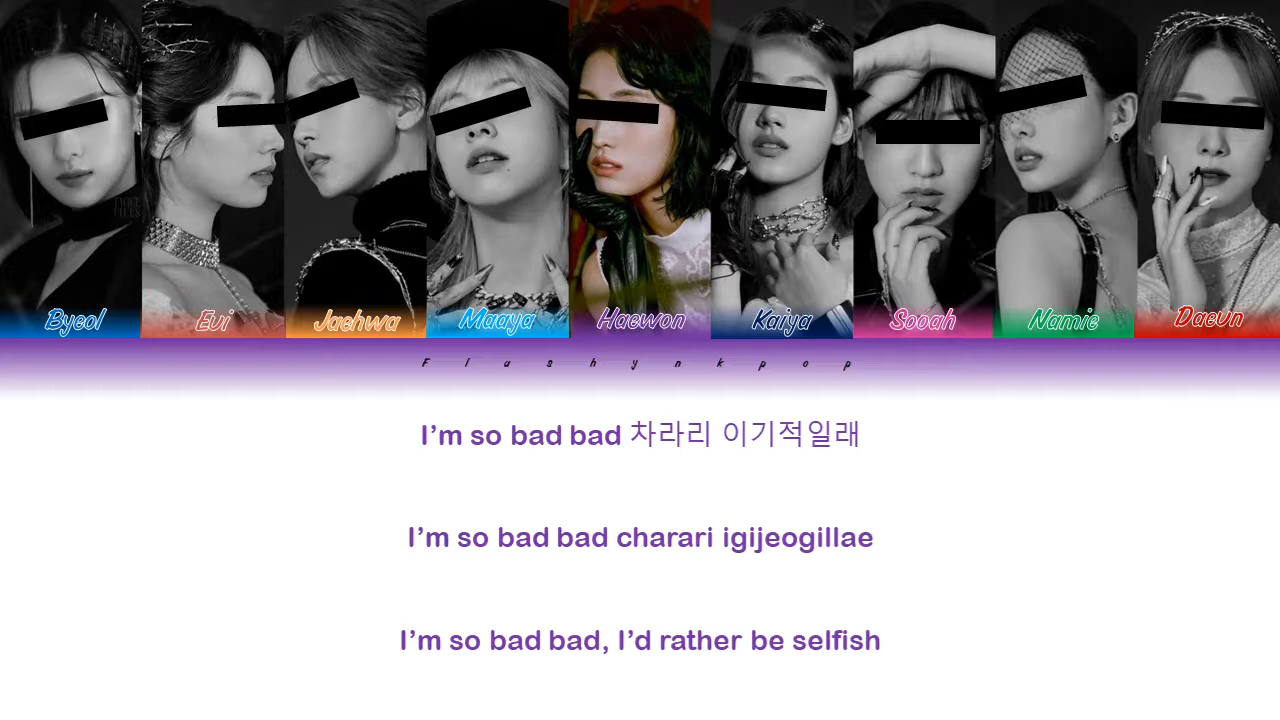 Byeol Evi Jaehwa Maaya Haewon Kaiya Sooah Namie Daeun
Flashynkpop
I'm so bad bad 차라리 이기적일래
I'm so bad bad charari igijeogillae
I'm so bad bad, I'd rather be selfish